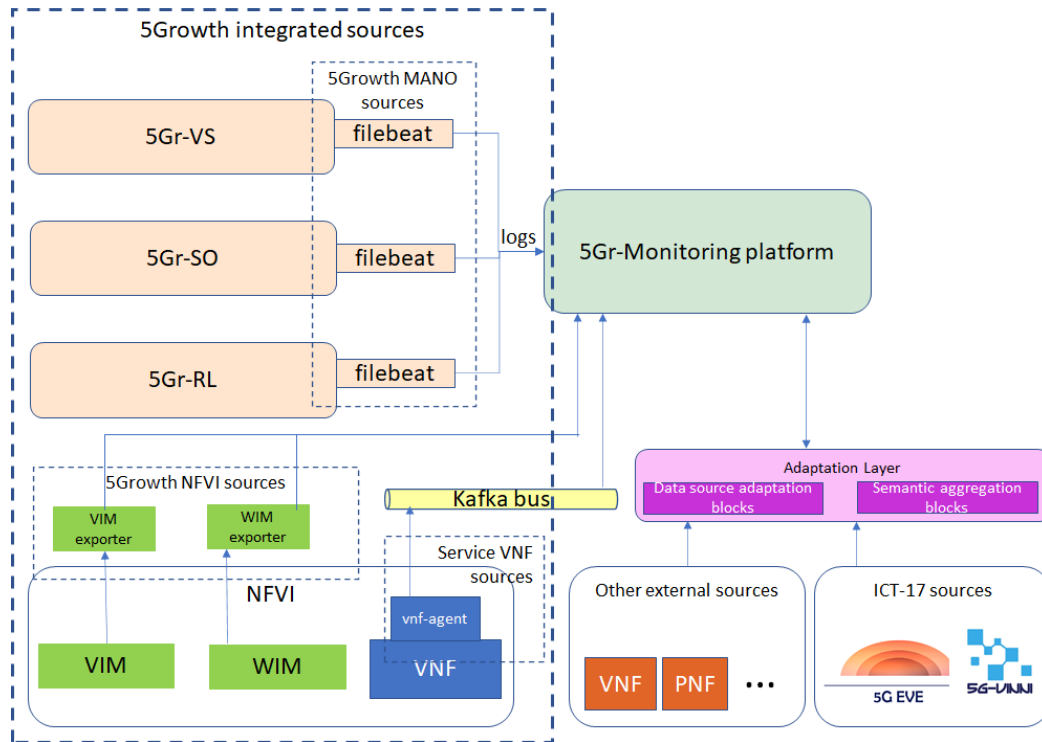 5Growth integrated sources
5Growth MANO
sources
5Gr-VS
filebeat
5Gr-SO
filebeat
logs
5Gr-Monitoring platform
5Gr-RL
filebeat
5Growth NFVI sources
VIM
exporter
WIM
exporter
Kafka bus
Adaptation Layer
Data source adaptation
blocks
Semantic aggregation
blocks
Service VNF
sources
NFVI
vnf-agent
VIM
WIM
VNF
Other external sources
VNF
PNF
...
ICT-17 sources
5G EVE
5G-VINNI